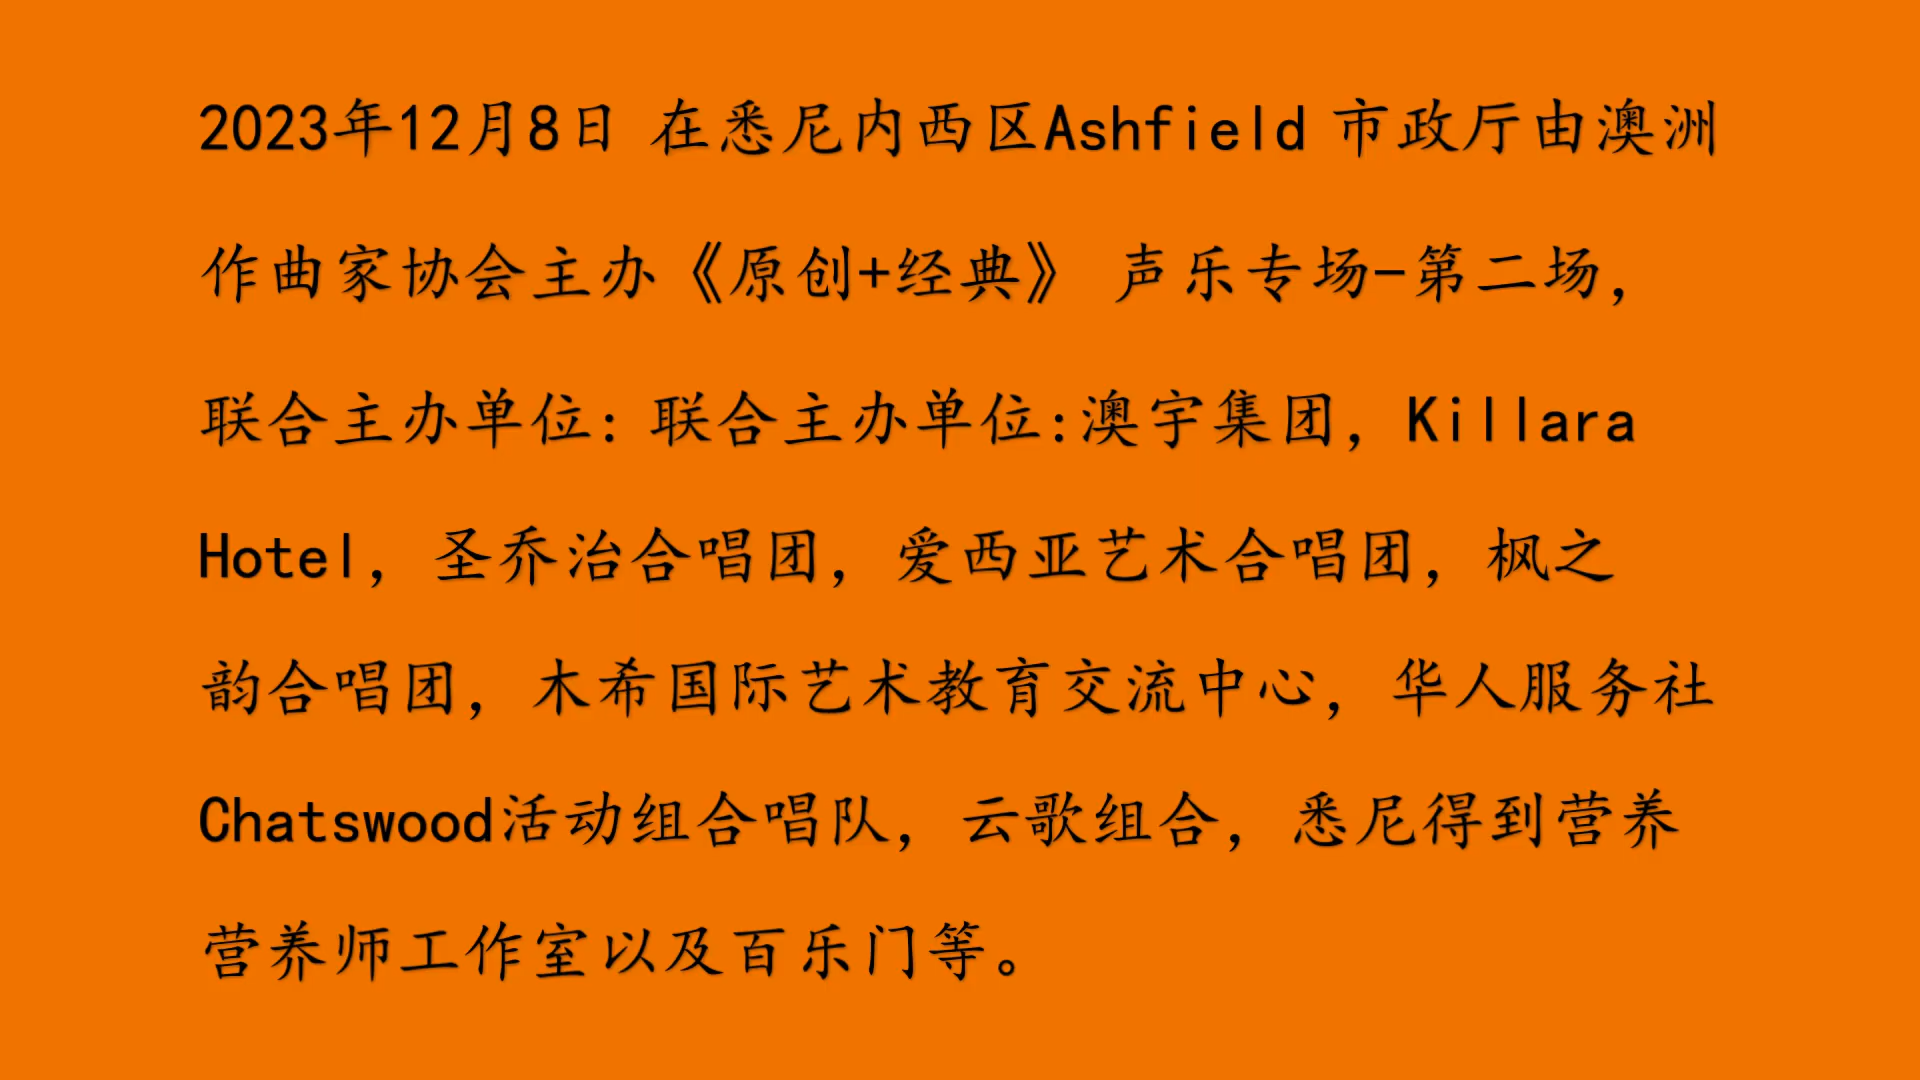 2023年12月8日 在悉尼内西区Ashfield 市政厅由澳洲
作曲家协会主办《原创+经典》 声乐专场-第二场，
联合主办单位: 联合主办单位:澳宇集团，Killara
Hotel，圣乔治合唱团，爱西亚艺术合唱团，枫之
韵合唱团，木希国际艺术教育交流中心，华人服务社
Chatswood活动组合唱队，云歌组合，悉尼得到营养
营养师工作室以及百乐门等。